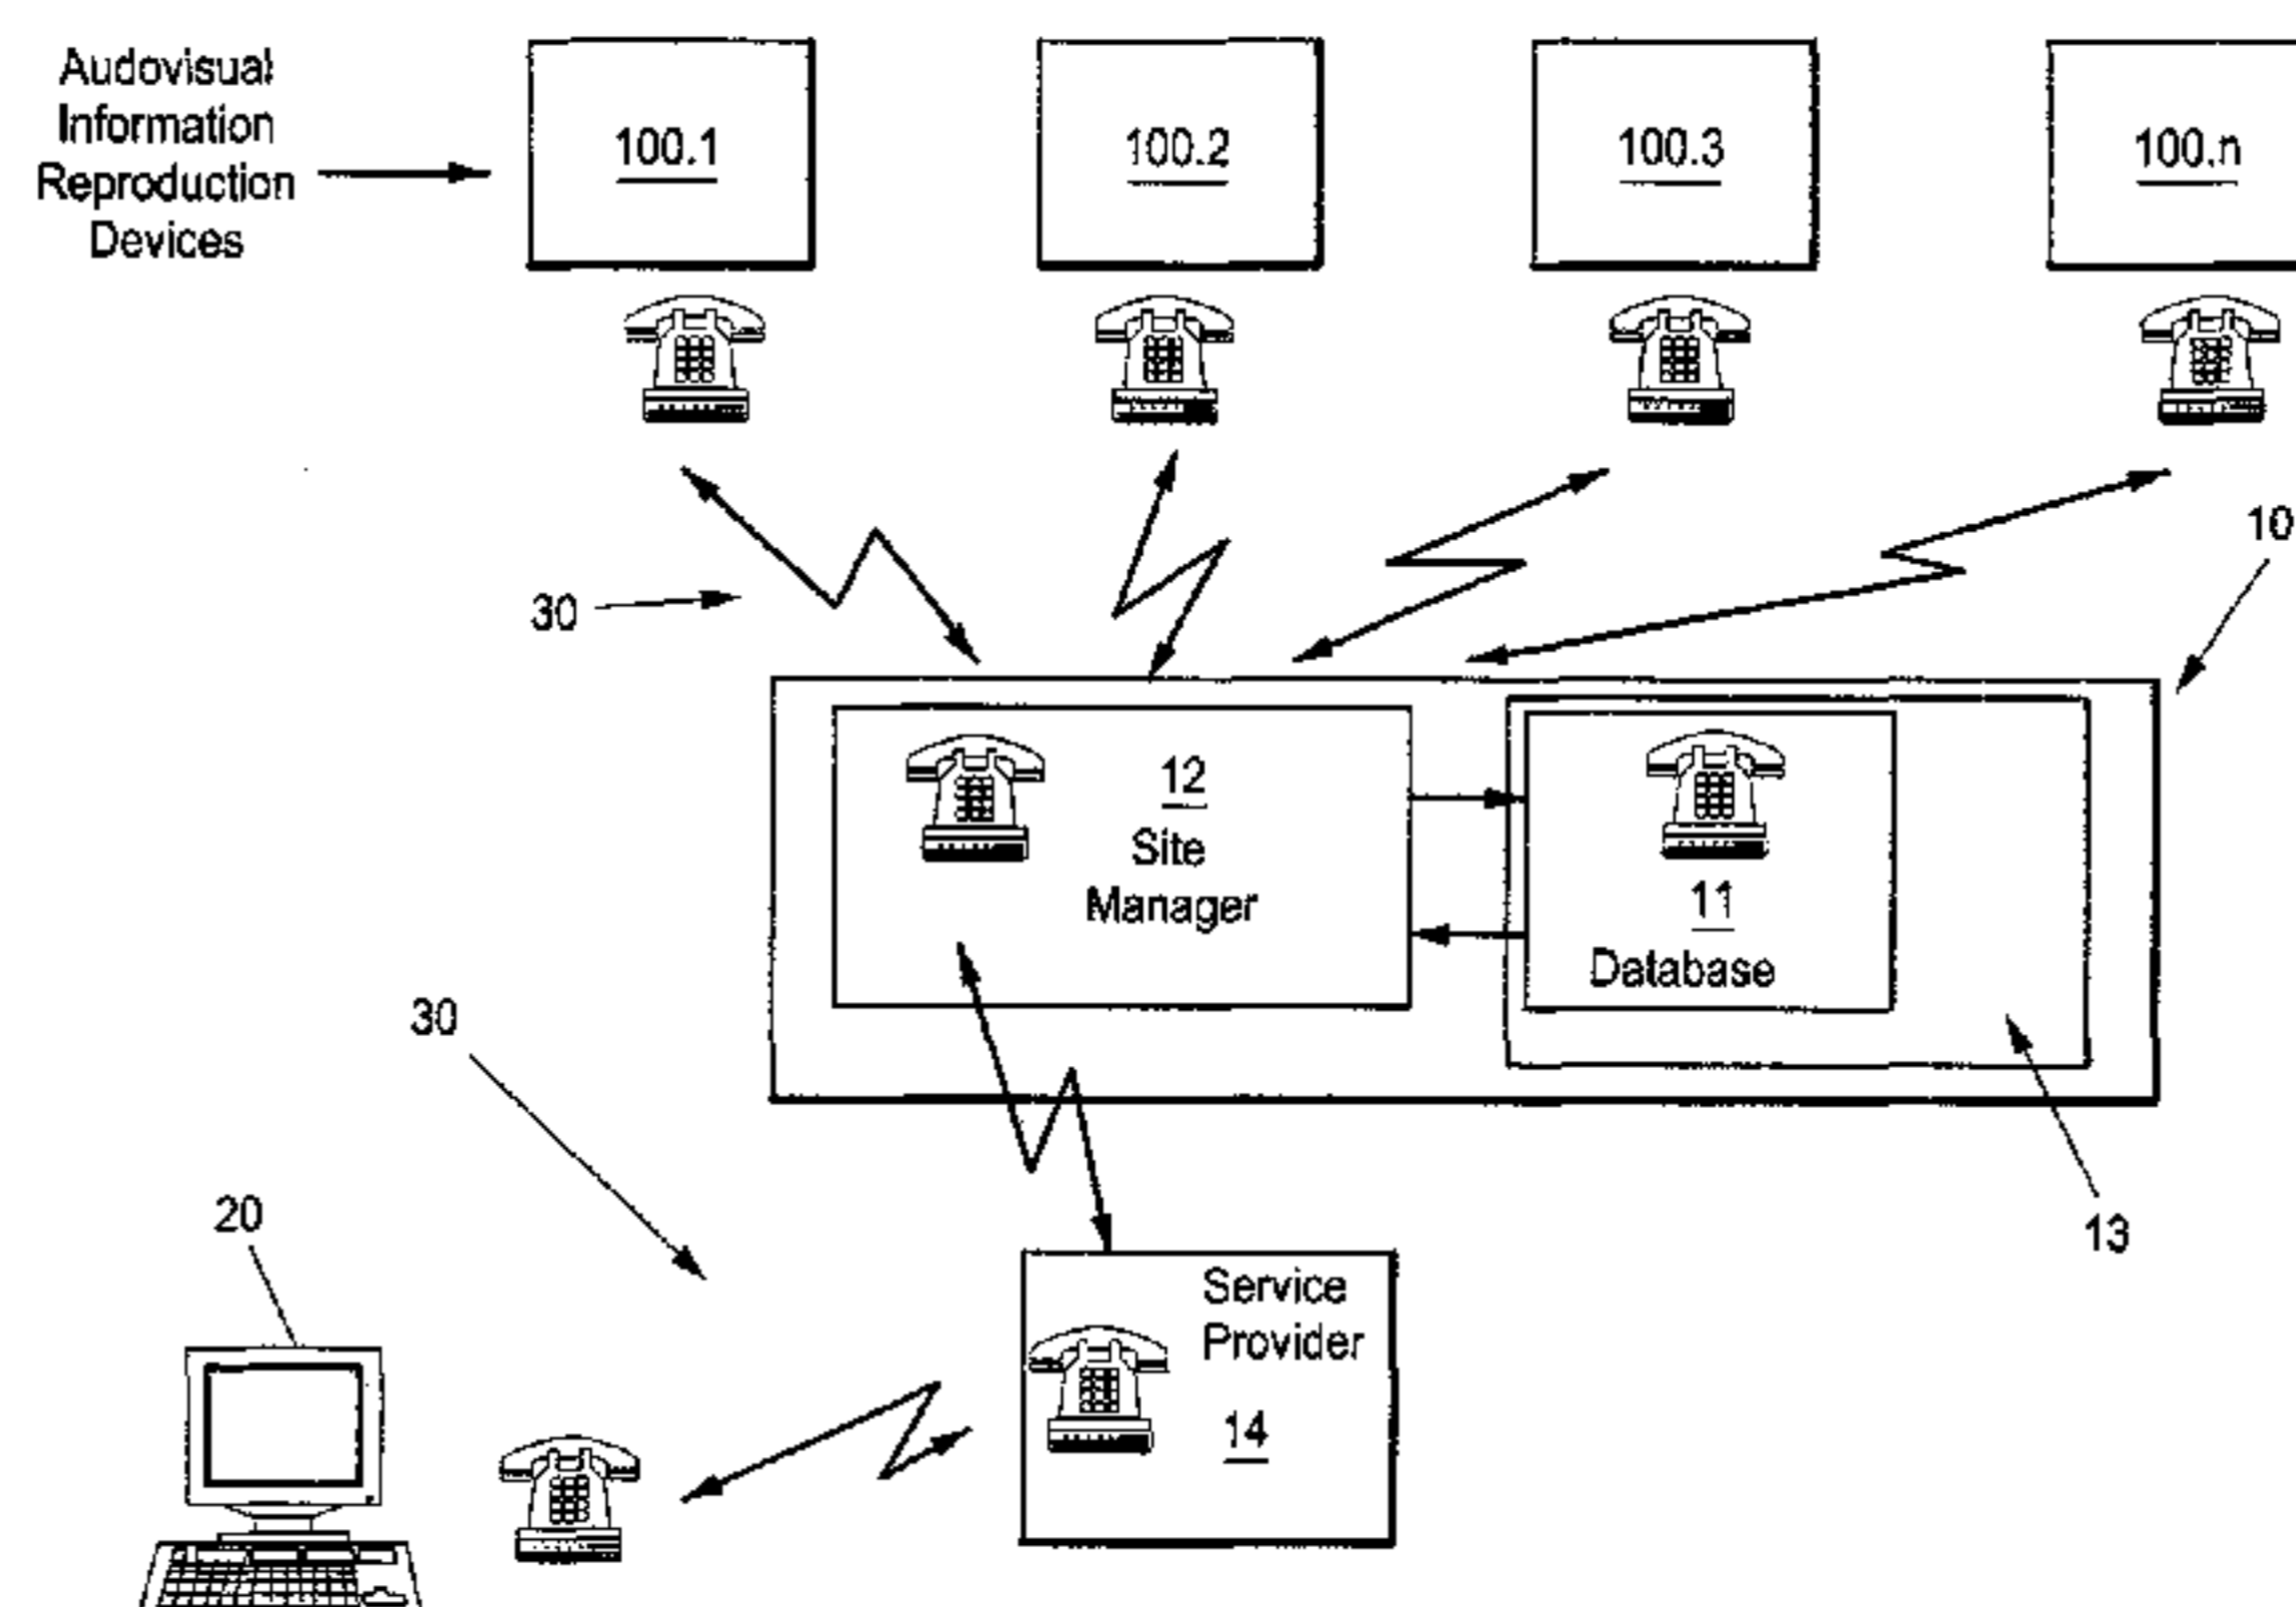 Audovisual
Information
Reproduction
Devices
100.1
100.2
100.3
100.n
10
30
12
Site
Manager
11
Database
30
13
20
Service
Provider
14